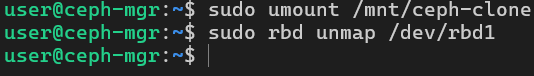 user@ceph-mgr:~$ sudo umount /mnt/ceph-clone
user@ceph-mgr:~$ sudo rbd unmap /dev/rbd1
user@ceph-mgr:~$